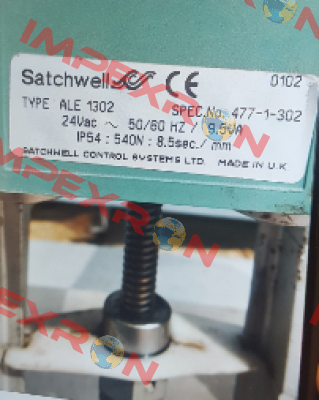 Satchwell CE 0102
TYPE ALE 1302 SPEC.No. 477-1-302
24Vac ~ 50/60 HZ / 9.5VA
IP54 : 540N : 8.5sec./ mm
SATCHWELL CONTROL SYSTEMS LTD. MADE IN U.K
IMPEXRON
IMPEXRON
IMPEXRON